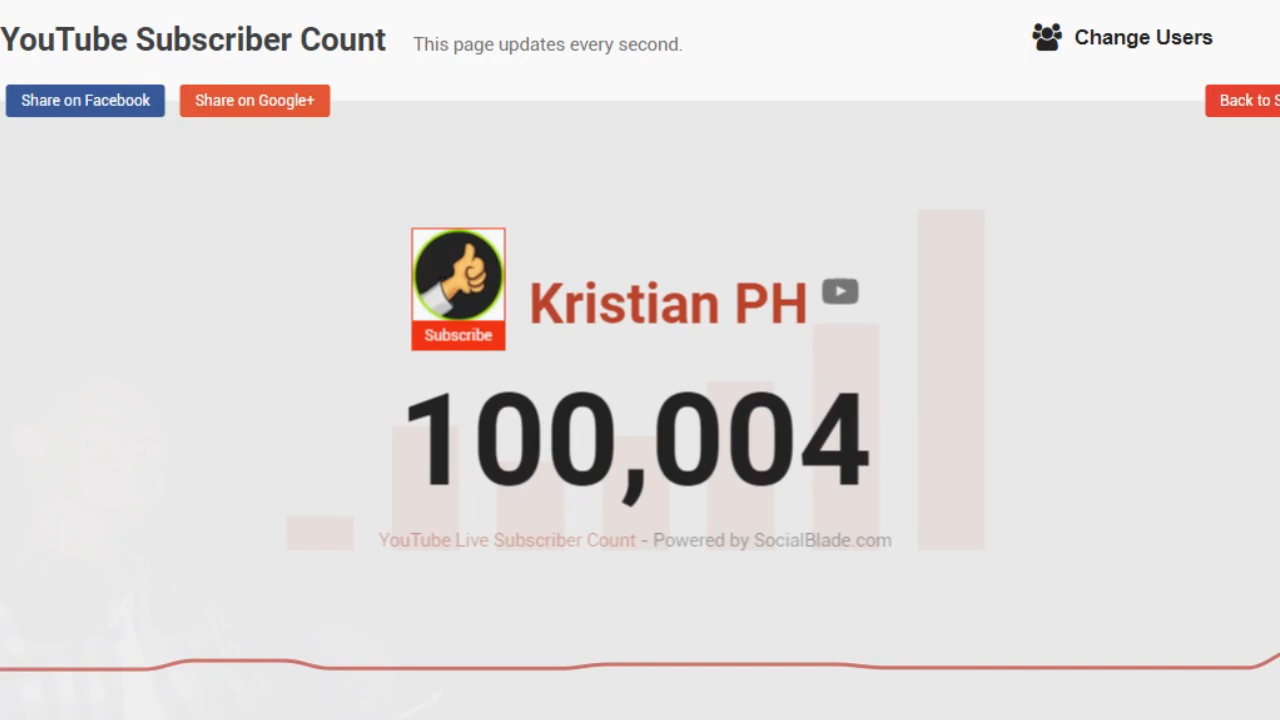 YouTube Subscriber Count
This page updates every second.
Change Users
Share on Facebook
Share on Google+
Back to S
Kristian PH
Subscribe
100,004
YouTube Live Subscriber Count - Powered by SocialBlade.com